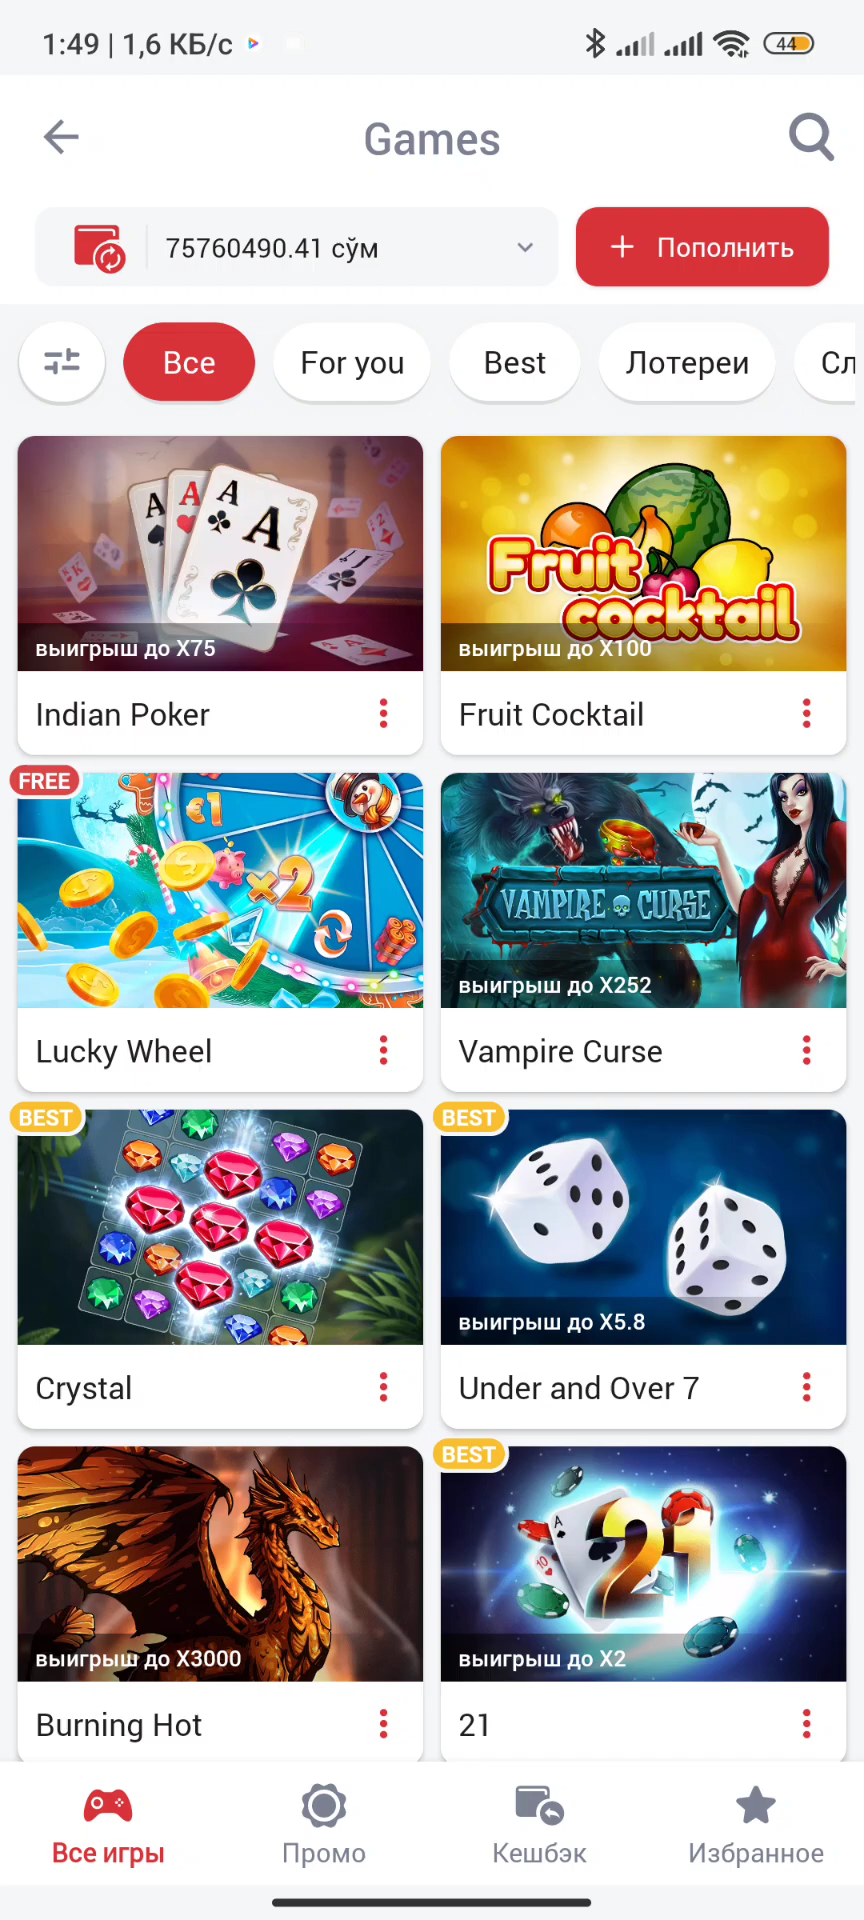 1:49 | 1,6 КБ/с
44
Games
75760490.41 сўм
+ Пополнить
Все
For you
Best
Лотереи
Сл
выигрыш до X75
Fruit cocktail
выигрыш до X100
Indian Poker
Fruit Cocktail
FREE
€1
x2
VAMPIRE CURSE
выигрыш до X252
Lucky Wheel
Vampire Curse
BEST
BEST
выигрыш до X5.8
Crystal
Under and Over 7
BEST
21
выигрыш до X3000
выигрыш до X2
Burning Hot
21
Все игры
Промо
Кешбэк
Избранное